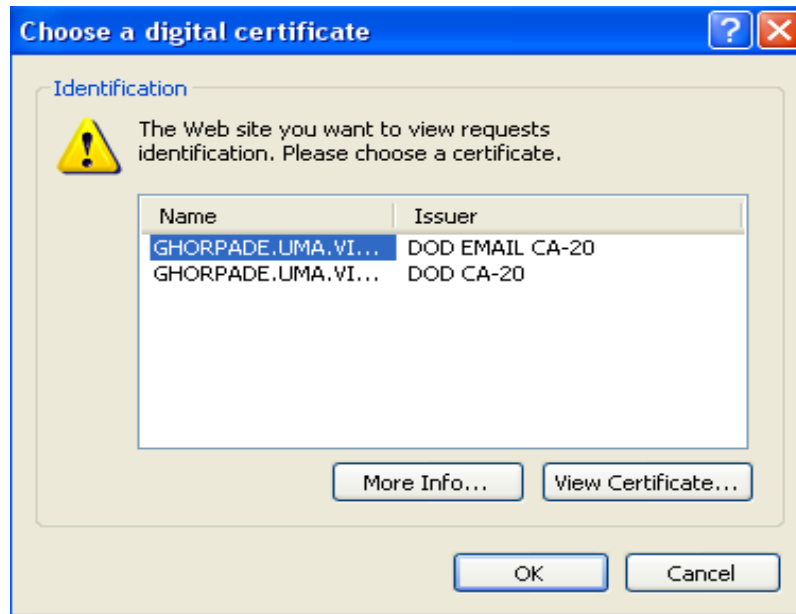 Choose a digital certificate
Identification
The Web site you want to view requests
identification. Please choose a certificate.
Name Issuer
GHORPADE.UMA.VI... DOD EMAIL CA-20
GHORPADE.UMA.VI... DOD CA-20
More Info... View Certificate...
OK Cancel